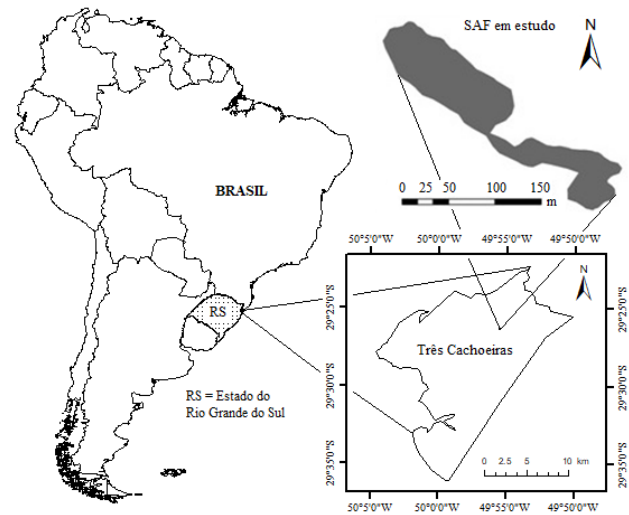 SAF em estudo
N
BRASIL
0 25 50 100 150
m
50°5'0"W 50°0'0"W 49°55'0"W 49°50'0"W
N
29°25'0"S 29°25'0"S
RS
Três Cachoeiras
29°30'0"S 29°30'0"S
RS = Estado do
Rio Grande do Sul
0 2.5 5 10 km
29°35'0"S 29°35'0"S
50°5'0"W 50°0'0"W 49°55'0"W 49°50'0"W